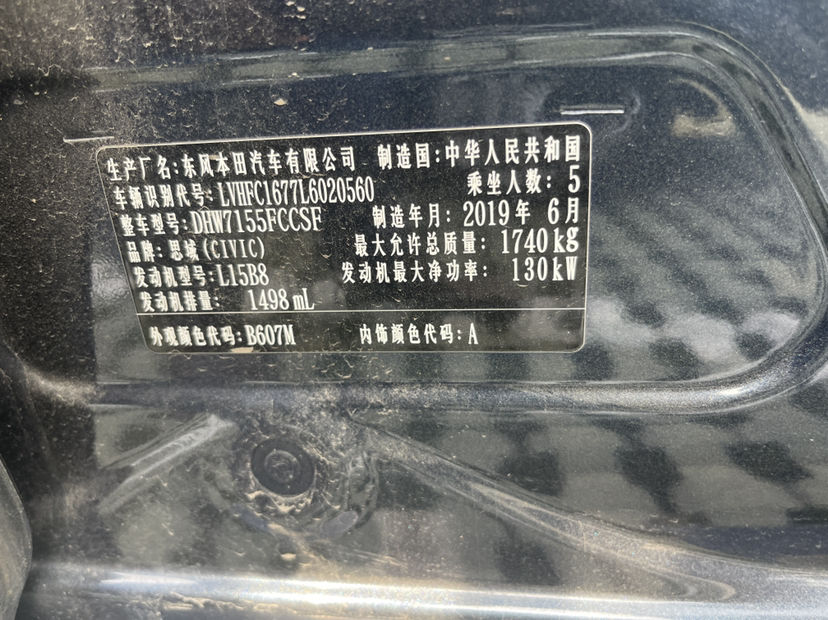 生产厂名:东风本田汽车有限公司 制造国:中华人民共和国
车辆识别代号:LVHFC1677L6020560 乘坐人数: 5
整车型号:DHW7155FCCSF 制造年月: 2019年 6月
品牌: 思域(CIVIC) 最大允许总质量: 1740kg
发动机型号:L15B8 发动机最大净功率: 130kW
发动机排量: 1498mL
外观颜色代码:B607M 内饰颜色代码:A